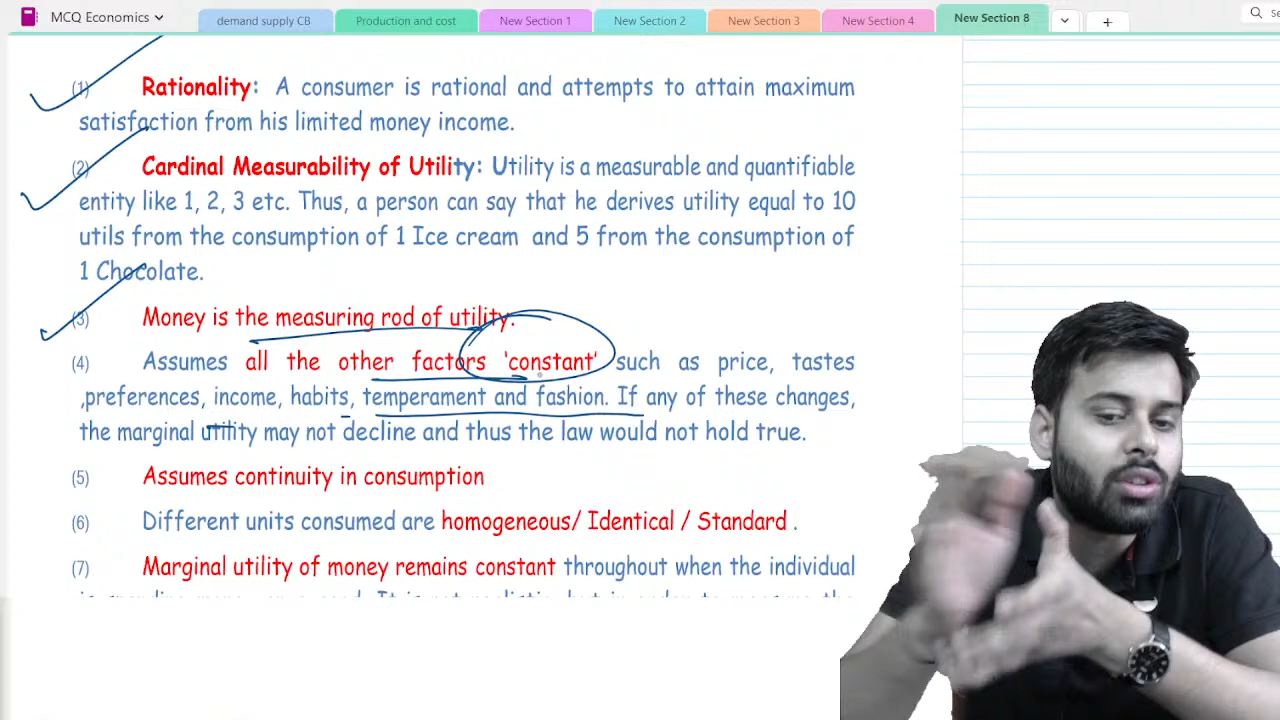 MCQ Economics
demand supply CB
Production and cost
New Section 1
New Section 2
New Section 3
New Section 4
New Section 8
(1) Rationality: A consumer is rational and attempts to attain maximum
satisfaction from his limited money income.
(2) Cardinal Measurability of Utility: Utility is a measurable and quantifiable
entity like 1, 2, 3 etc. Thus, a person can say that he derives utility equal to 10
utils from the consumption of 1 Ice cream and 5 from the consumption of
1 Chocolate.
(3) Money is the measuring rod of utility.
(4) Assumes all the other factors ‘constant’ such as price, tastes
,preferences, income, habits, temperament and fashion. If any of these changes,
the marginal utility may not decline and thus the law would not hold true.
(5) Assumes continuity in consumption
(6) Different units consumed are homogeneous/ Identical / Standard .
(7) Marginal utility of money remains constant throughout when the individual